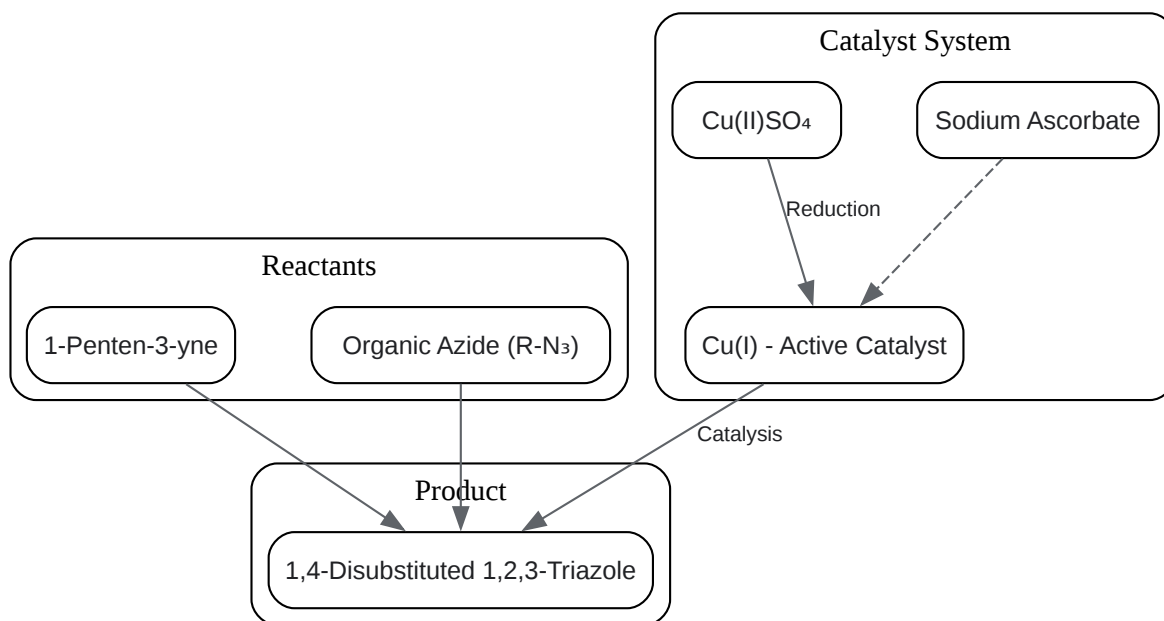 Catalyst System
Cu(II)SO₄
Sodium Ascorbate
Reduction
Reactants
1-Penten-3-yne
Organic Azide (R-N₃)
Cu(I) - Active Catalyst
Catalysis
Product
1,4-Disubstituted 1,2,3-Triazole